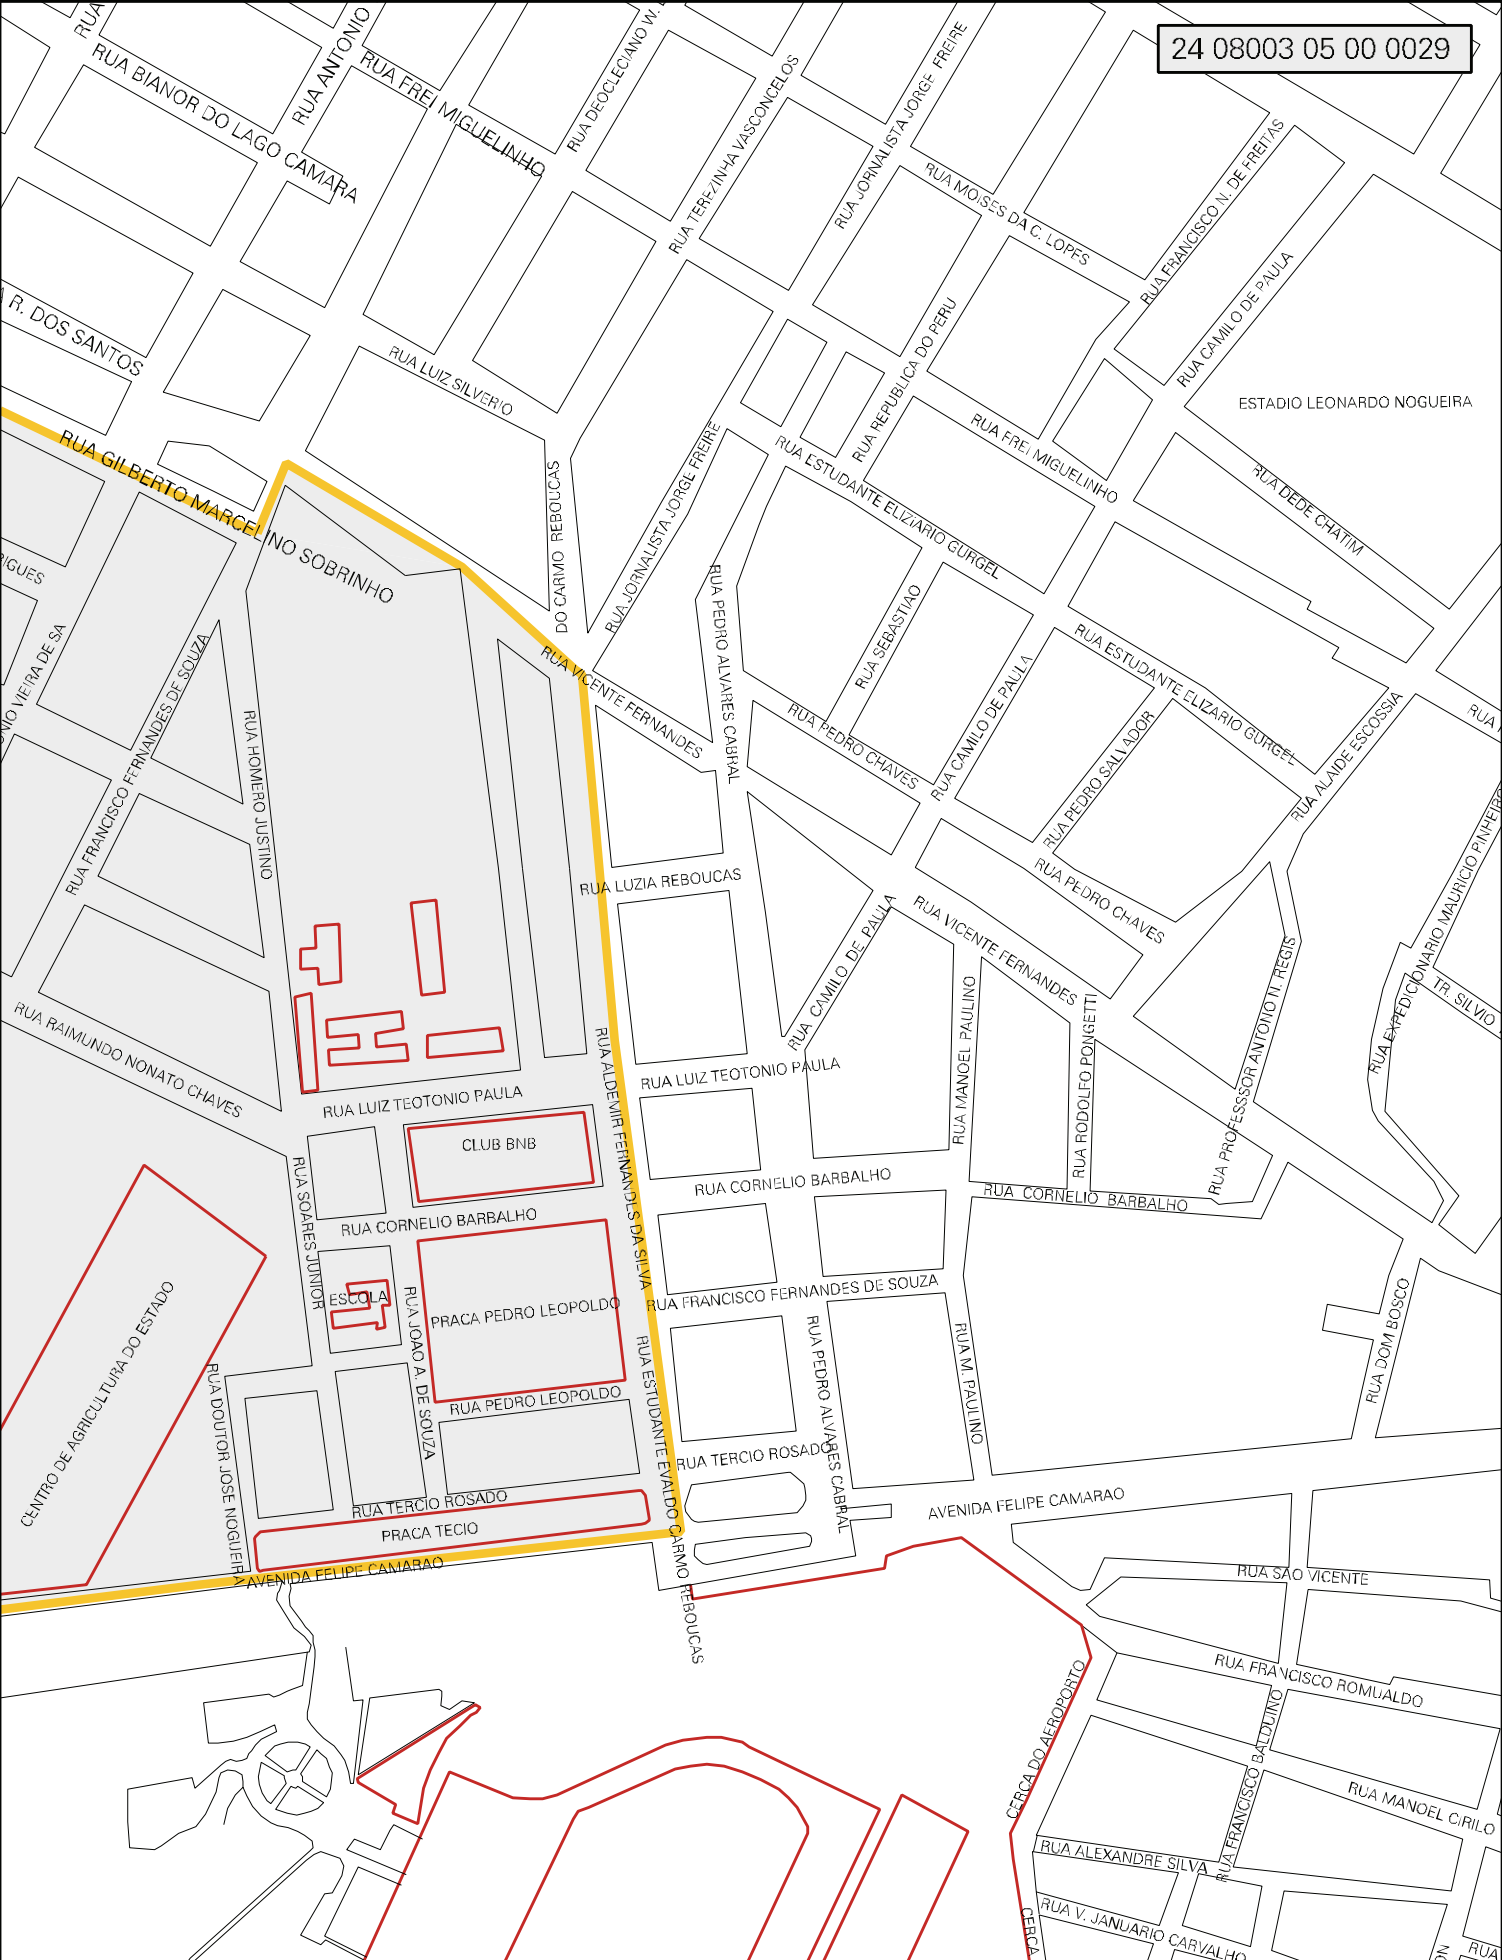 24 08003 05 00 0029
RUA
RUA BIANOR DO LAGO CAMARA
RUA ANTONIO
RUA FREI MIGUELINHO
RUA DEOCLECIANO W.
RUA TEREZINHA VASCONCELOS
RUA JORNALISTA JORGE FREIRE
RUA MOISES DA C. LOPES
RUA FRANCISCO N. DE FREITAS
RUA CAMILO DE PAULA
R. DOS SANTOS
RUA LUIZ SILVERIO
RUA REPUBLICA DO PERU
ESTADIO LEONARDO NOGUEIRA
RUA GILBERTO MARCELINO SOBRINHO
DO CARMO REBOUCAS
RUA JORNALISTA JORGE FREIRE
RUA ESTUDANTE ELIZIARIO GURGEL
RUA FREI MIGUELINHO
RUA DEDE CHATIM
RIGUES
NIO VIEIRA DE SA
RUA FRANCISCO FERNANDES DE SOUZA
RUA HOMERO JUSTINO
RUA VICENTE FERNANDES
RUA PEDRO ALVARES CABRAL
RUA SEBASTIAO
RUA PEDRO CHAVES
RUA CAMILO DE PAULA
RUA ESTUDANTE ELIZARIO GURGEL
RUA PEDRO SALVADOR
RUA ALAIDE ESCOSSIA
RUA
RUA LUZIA REBOUCAS
RUA CAMILO DE PAULA
RUA VICENTE FERNANDES
RUA PEDRO CHAVES
RUA EXPEDICIONARIO MAURICIO PINHEIRO
TR. SILVIO
RUA RAIMUNDO NONATO CHAVES
RUA LUIZ TEOTONIO PAULA
RUA ALDEMIR FERNANDES DA SILVA
RUA LUIZ TEOTONIO PAULA
RUA MANOEL PAULINO
RUA RODOLFO PONGETTI
RUA PROFESSSOR ANTONO N. REGIS
CLUB BNB
RUA SOARES JUNIOR
RUA CORNELIO BARBALHO
RUA CORNELIO BARBALHO
RUA CORNELIO BARBALHO
CENTRO DE AGRICULTURA DO ESTADO
ESCOLA
RUA JOAO A. DE SOUZA
PRACA PEDRO LEOPOLDO
RUA FRANCISCO FERNANDES DE SOUZA
RUA DOM BOSCO
RUA DOUTOR JOSE NOGUEIRA
RUA PEDRO LEOPOLDO
RUA ESTUDANTE EVALDO CARMO REBOUCAS
RUA PEDRO ALVARES CABRAL
RUA M. PAULINO
RUA TERCIO ROSADO
RUA TERCIO ROSADO
PRACA TECIO
AVENIDA FELIPE CAMARAO
AVENIDA FELIPE CAMARAO
RUA SAO VICENTE
CERCA DO AEROPORTO
RUA FRANCISCO ROMUALDO
RUA FRANCISCO BALDUINO
RUA MANOEL CIRILO
RUA ALEXANDRE SILVA
RUA V. JANUARIO CARVALHO
CERCA
RUA